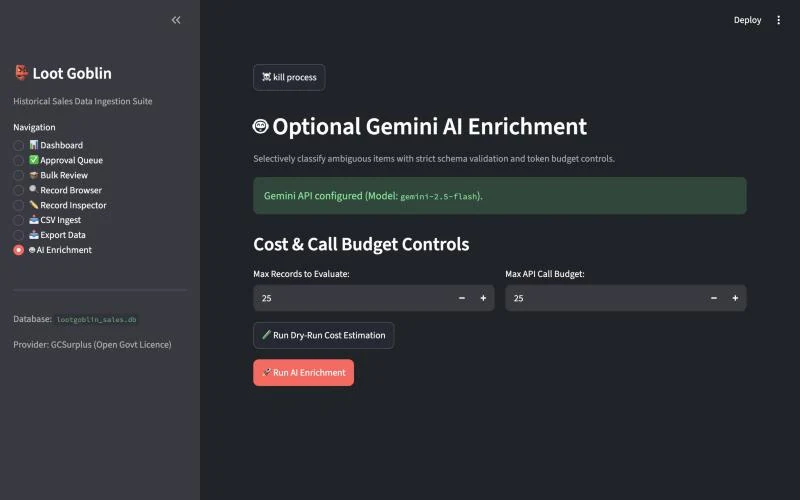 Deploy
👺 Loot Goblin
Historical Sales Data Ingestion Suite
Navigation
📊 Dashboard
✅ Approval Queue
📦 Bulk Review
🔍 Record Browser
✏️ Record Inspector
📥 CSV Ingest
📤 Export Data
🤖 AI Enrichment
Database: lootgoblin_sales.db
Provider: GCSurplus (Open Govt Licence)
☠️ kill process
🤖 Optional Gemini AI Enrichment
Selectively classify ambiguous items with strict schema validation and token budget controls.
Gemini API configured (Model: gemini-2.5-flash).
Cost & Call Budget Controls
Max Records to Evaluate: Max API Call Budget:
25 − + 25 − +
🧪 Run Dry-Run Cost Estimation
🚀 Run AI Enrichment